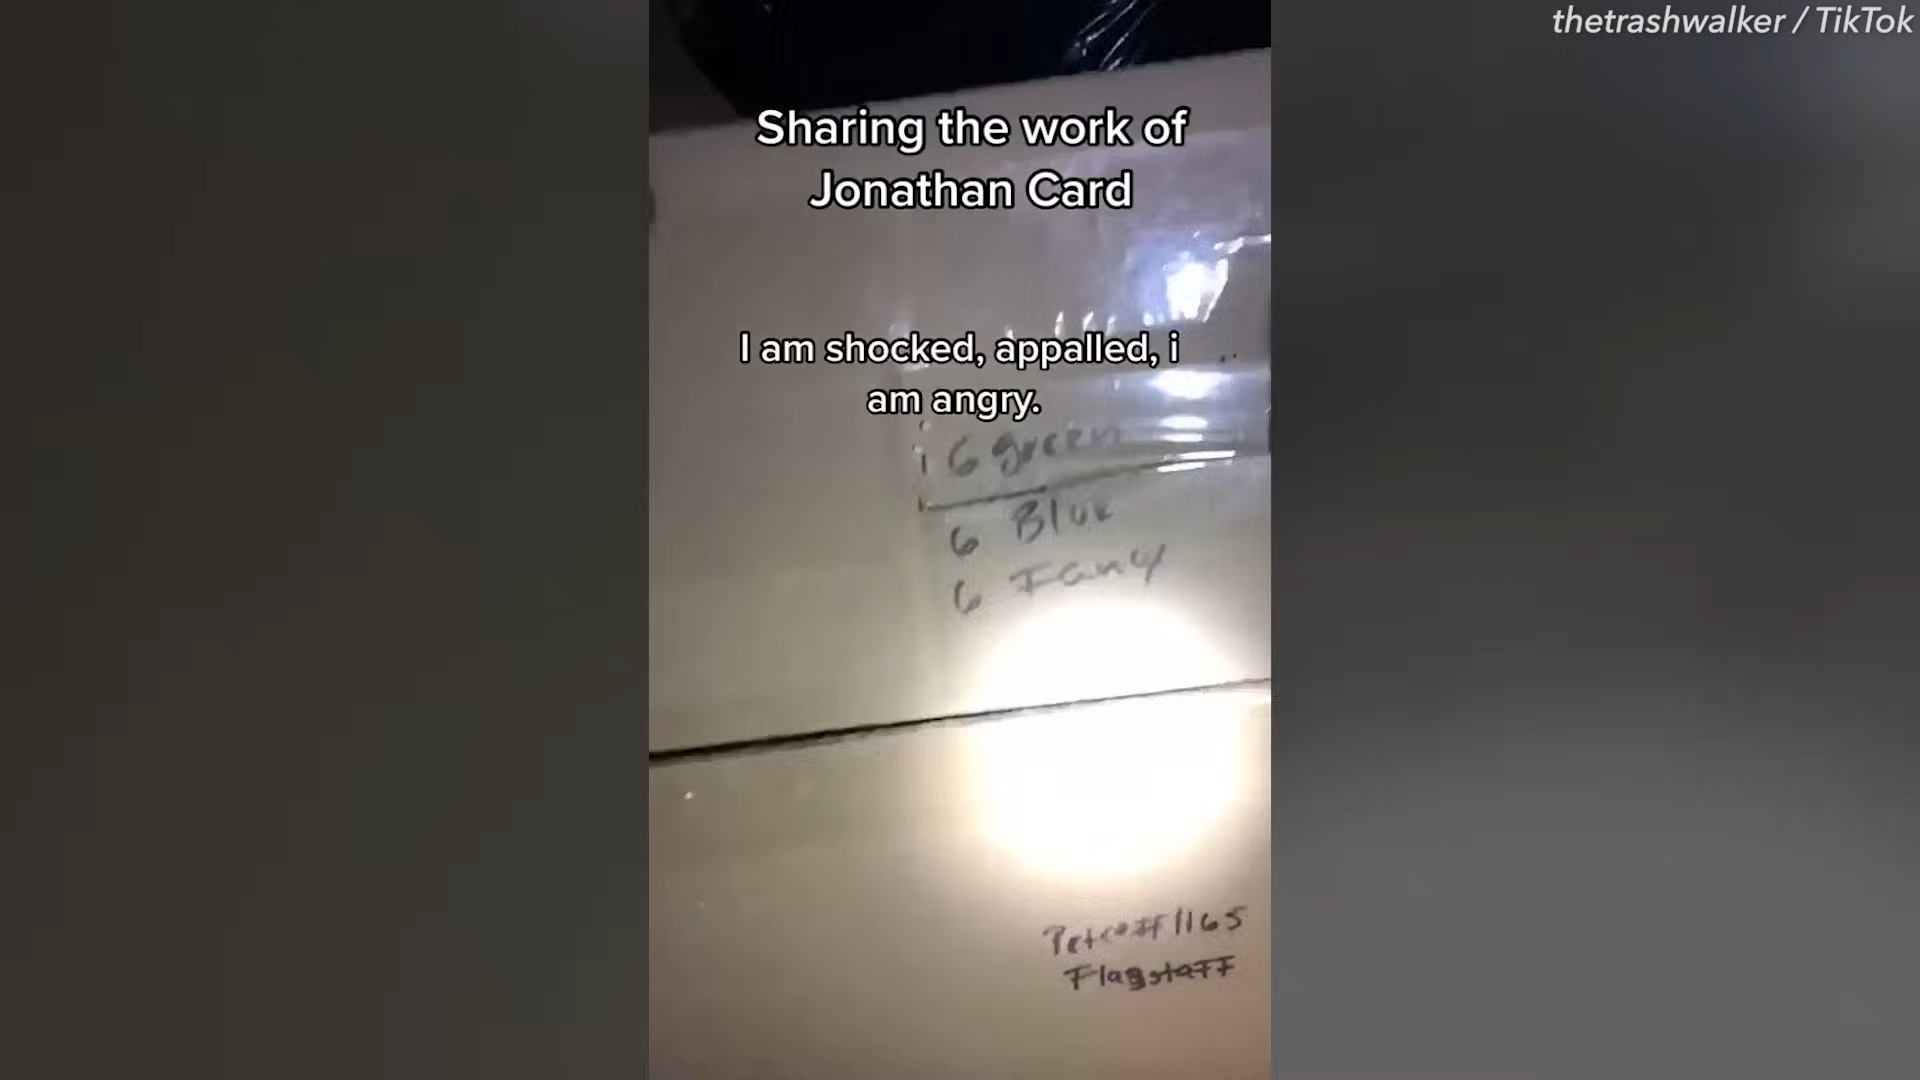 thetrashwalker / TikTok
Sharing the work of
Jonathan Card
I am shocked, appalled, i
am angry.
6 green
6 Blue
6 Fancy
Petco#1165
Flagstaff